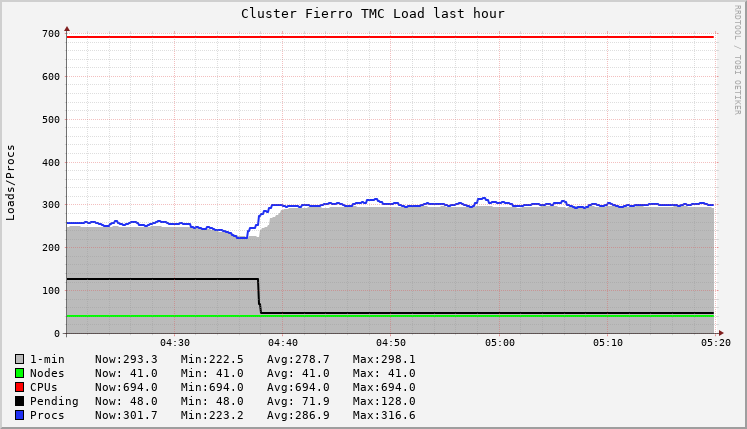 Cluster Fierro TMC Load last hour
RRDTOOL / TOBI OETIKER
Loads/Procs
700
600
500
400
300
200
100
0
04:30 04:40 04:50 05:00 05:10 05:20
1-min Now:293.3 Min:222.5 Avg:278.7 Max:298.1
Nodes Now: 41.0 Min: 41.0 Avg: 41.0 Max: 41.0
CPUs Now:694.0 Min:694.0 Avg:694.0 Max:694.0
Pending Now: 48.0 Min: 48.0 Avg: 71.9 Max:128.0
Procs Now:301.7 Min:223.2 Avg:286.9 Max:316.6